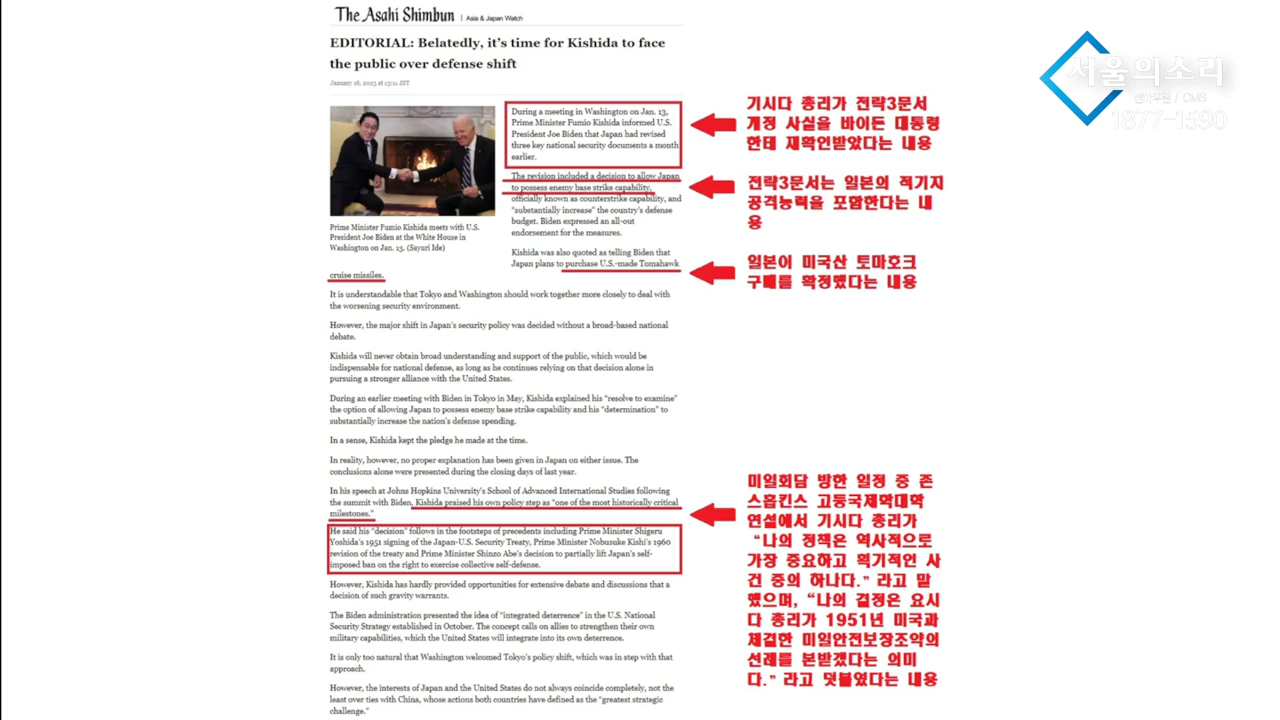 The Asahi Shimbun | Asia & Japan Watch
EDITORIAL: Belatedly, it's time for Kishida to face
the public over defense shift
January 16, 2023 at 13:11 JST
During a meeting in Washington on Jan. 13,
Prime Minister Fumio Kishida informed U.S.
President Joe Biden that Japan had revised
three key national security documents a month
earlier.
The revision included a decision to allow Japan
to possess enemy base strike capability,
officially known as counterstrike capability, and
"substantially increase" the country's defense
budget. Biden expressed an all-out
endorsement for the measures.
Prime Minister Fumio Kishida meets with U.S.
President Joe Biden at the White House in
Washington on Jan. 13. (Sayuri Ide)
Kishida was also quoted as telling Biden that
Japan plans to purchase U.S.-made Tomahawk
cruise missiles.
It is understandable that Tokyo and Washington should work together more closely to deal with
the worsening security environment.
However, the major shift in Japan's security policy was decided without a broad-based national
debate.
Kishida will never obtain broad understanding and support of the public, which would be
indispensable for national defense, as long as he continues relying on that decision alone in
pursuing a stronger alliance with the United States.
During an earlier meeting with Biden in Tokyo in May, Kishida explained his "resolve to examine"
the option of allowing Japan to possess enemy base strike capability and his "determination" to
substantially increase the nation's defense spending.
In a sense, Kishida kept the pledge he made at the time.
In reality, however, no proper explanation has been given in Japan on either issue. The
conclusions alone were presented during the closing days of last year.
In his speech at Johns Hopkins University's School of Advanced International Studies following
the summit with Biden, Kishida praised his own policy step as "one of the most historically critical
milestones."
He said his "decision" follows in the footsteps of precedents including Prime Minister Shigeru
Yoshida's 1951 signing of the Japan-U.S. Security Treaty, Prime Minister Nobusuke Kishi's 1960
revision of the treaty and Prime Minister Shinzo Abe's decision to partially lift Japan's self-
imposed ban on the right to exercise collective self-defense.
However, Kishida has hardly provided opportunities for extensive debate and discussions that a
decision of such gravity warrants.
The Biden administration presented the idea of "integrated deterrence" in the U.S. National
Security Strategy established in October. The concept calls on allies to strengthen their own
military capabilities, which the United States will integrate into its own deterrence.
It is only too natural that Washington welcomed Tokyo's policy shift, which was in step with that
approach.
However, the interests of Japan and the United States do not always coincide completely, not the
least over ties with China, whose actions both countries have defined as the "greatest strategic
challenge."
기시다 총리가 전략3문서
개정 사실을 바이든 대통령
한테 재확인받았다는 내용
전략3문서는 일본의 적기지
공격능력을 포함한다는 내
용
일본이 미국산 토마호크
구매를 확정했다는 내용
미일회담 방한 일정 중 존
스홉킨스 고등국제학대학
연설에서 기시다 총리가
"나의 정책은 역사적으로
가장 중요하고 획기적인 사
건 중의 하나다." 라고 말
했으며, "나의 결정은 요시
다 총리가 1951년 미국과
체결한 미일안전보장조약의
선례를 본받겠다는 의미
다." 라고 덧붙였다는 내용
서울의소리
전화후원 / CMS
1877-1580